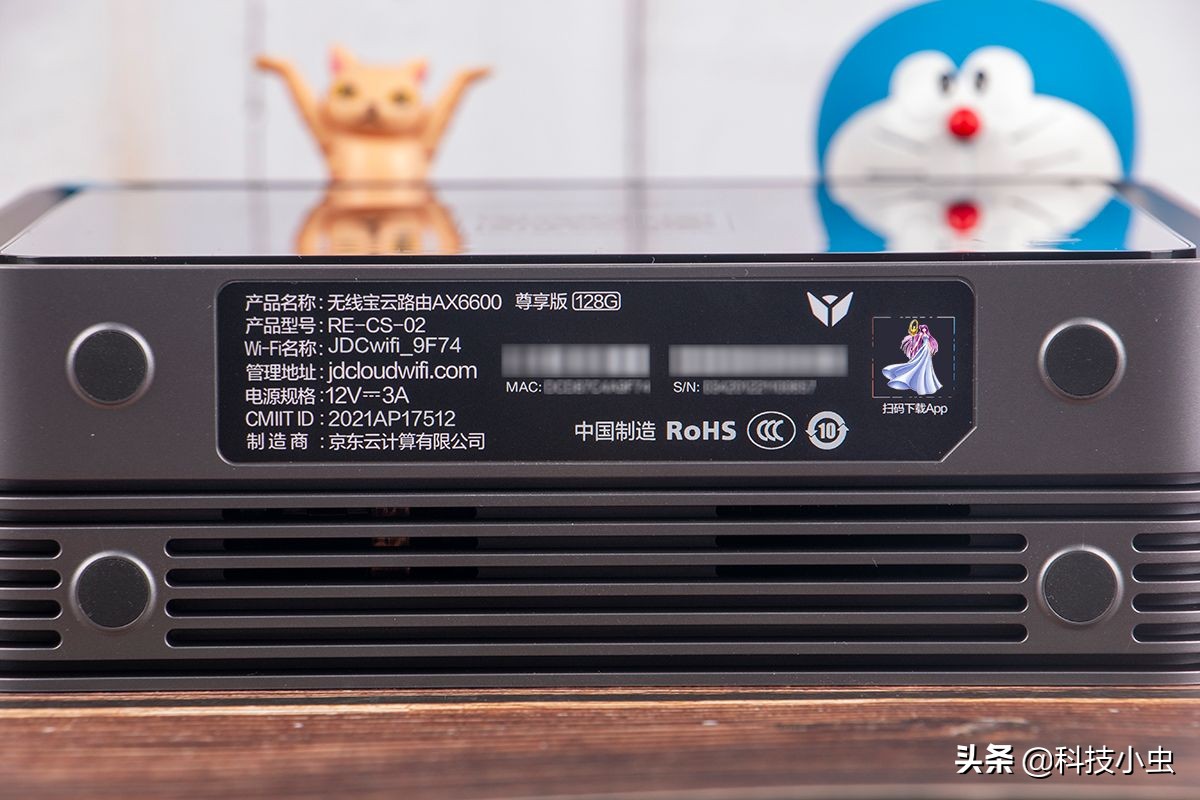 产品名称：无线宝云路由AX6600 尊享版 128G
产品型号：RE-CS-02
Wi-Fi名称：JDCwifi_9F74
管理地址：jdcloudwifi.com
电源规格：12V⎓3A
CMIIT ID：2021AP17512
制造商：京东云计算有限公司
MAC:
S/N:
中国制造 RoHS CCC 10
扫码下载App
头条 @科技小虫